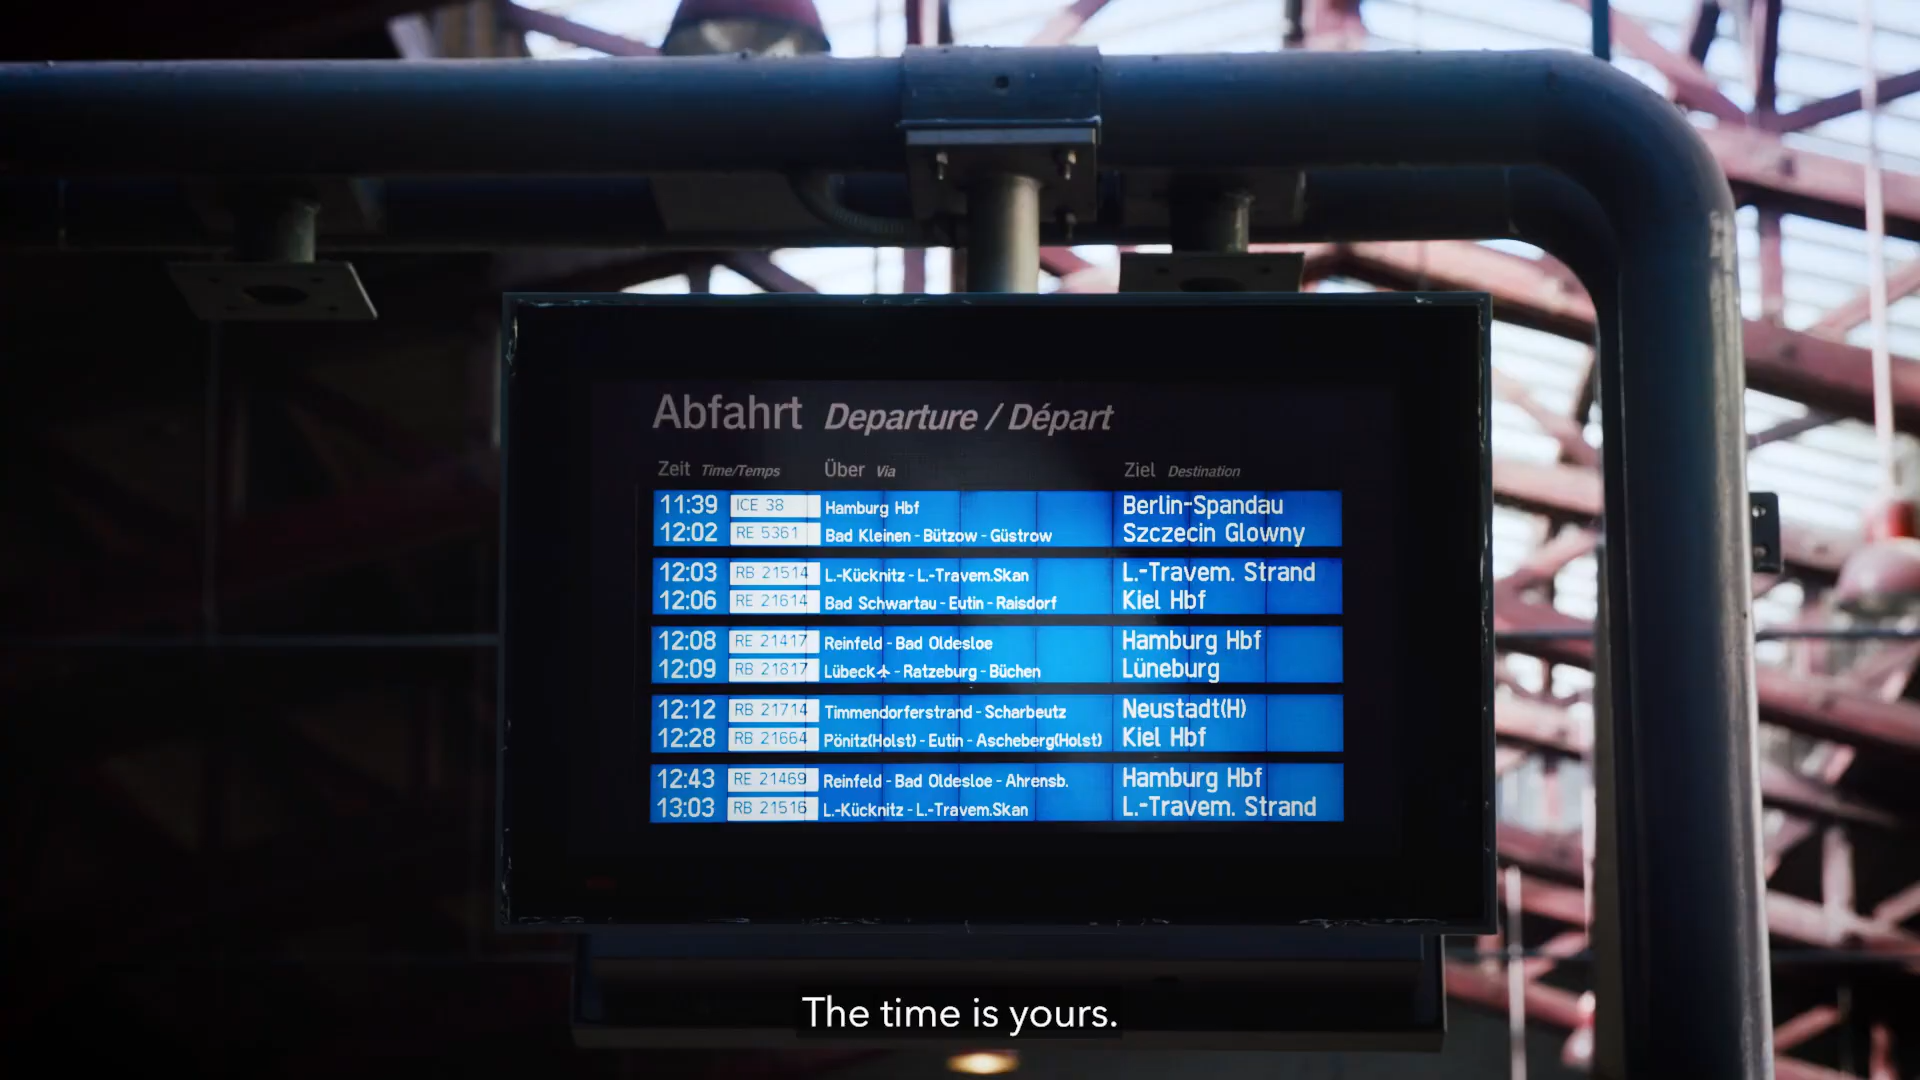 Abfahrt Departure / Départ
Zeit Time/Temps Über Via Ziel Destination
11:39 ICE 38 Hamburg Hbf Berlin-Spandau
12:02 RE 5361 Bad Kleinen - Bützow - Güstrow Szczecin Glowny
12:03 RB 21514 L.-Kücknitz - L.-Travem.Skan L.-Travem. Strand
12:06 RE 21614 Bad Schwartau - Eutin - Raisdorf Kiel Hbf
12:08 RE 21417 Reinfeld - Bad Oldesloe Hamburg Hbf
12:09 RB 21817 Lübeck✈ - Ratzeburg - Büchen Lüneburg
12:12 RB 21714 Timmendorferstrand - Scharbeutz Neustadt(H)
12:28 RB 21664 Pönitz(Holst) - Eutin - Ascheberg(Holst) Kiel Hbf
12:43 RE 21469 Reinfeld - Bad Oldesloe - Ahrensb. Hamburg Hbf
13:03 RB 21516 L.-Kücknitz - L.-Travem.Skan L.-Travem. Strand
The time is yours.